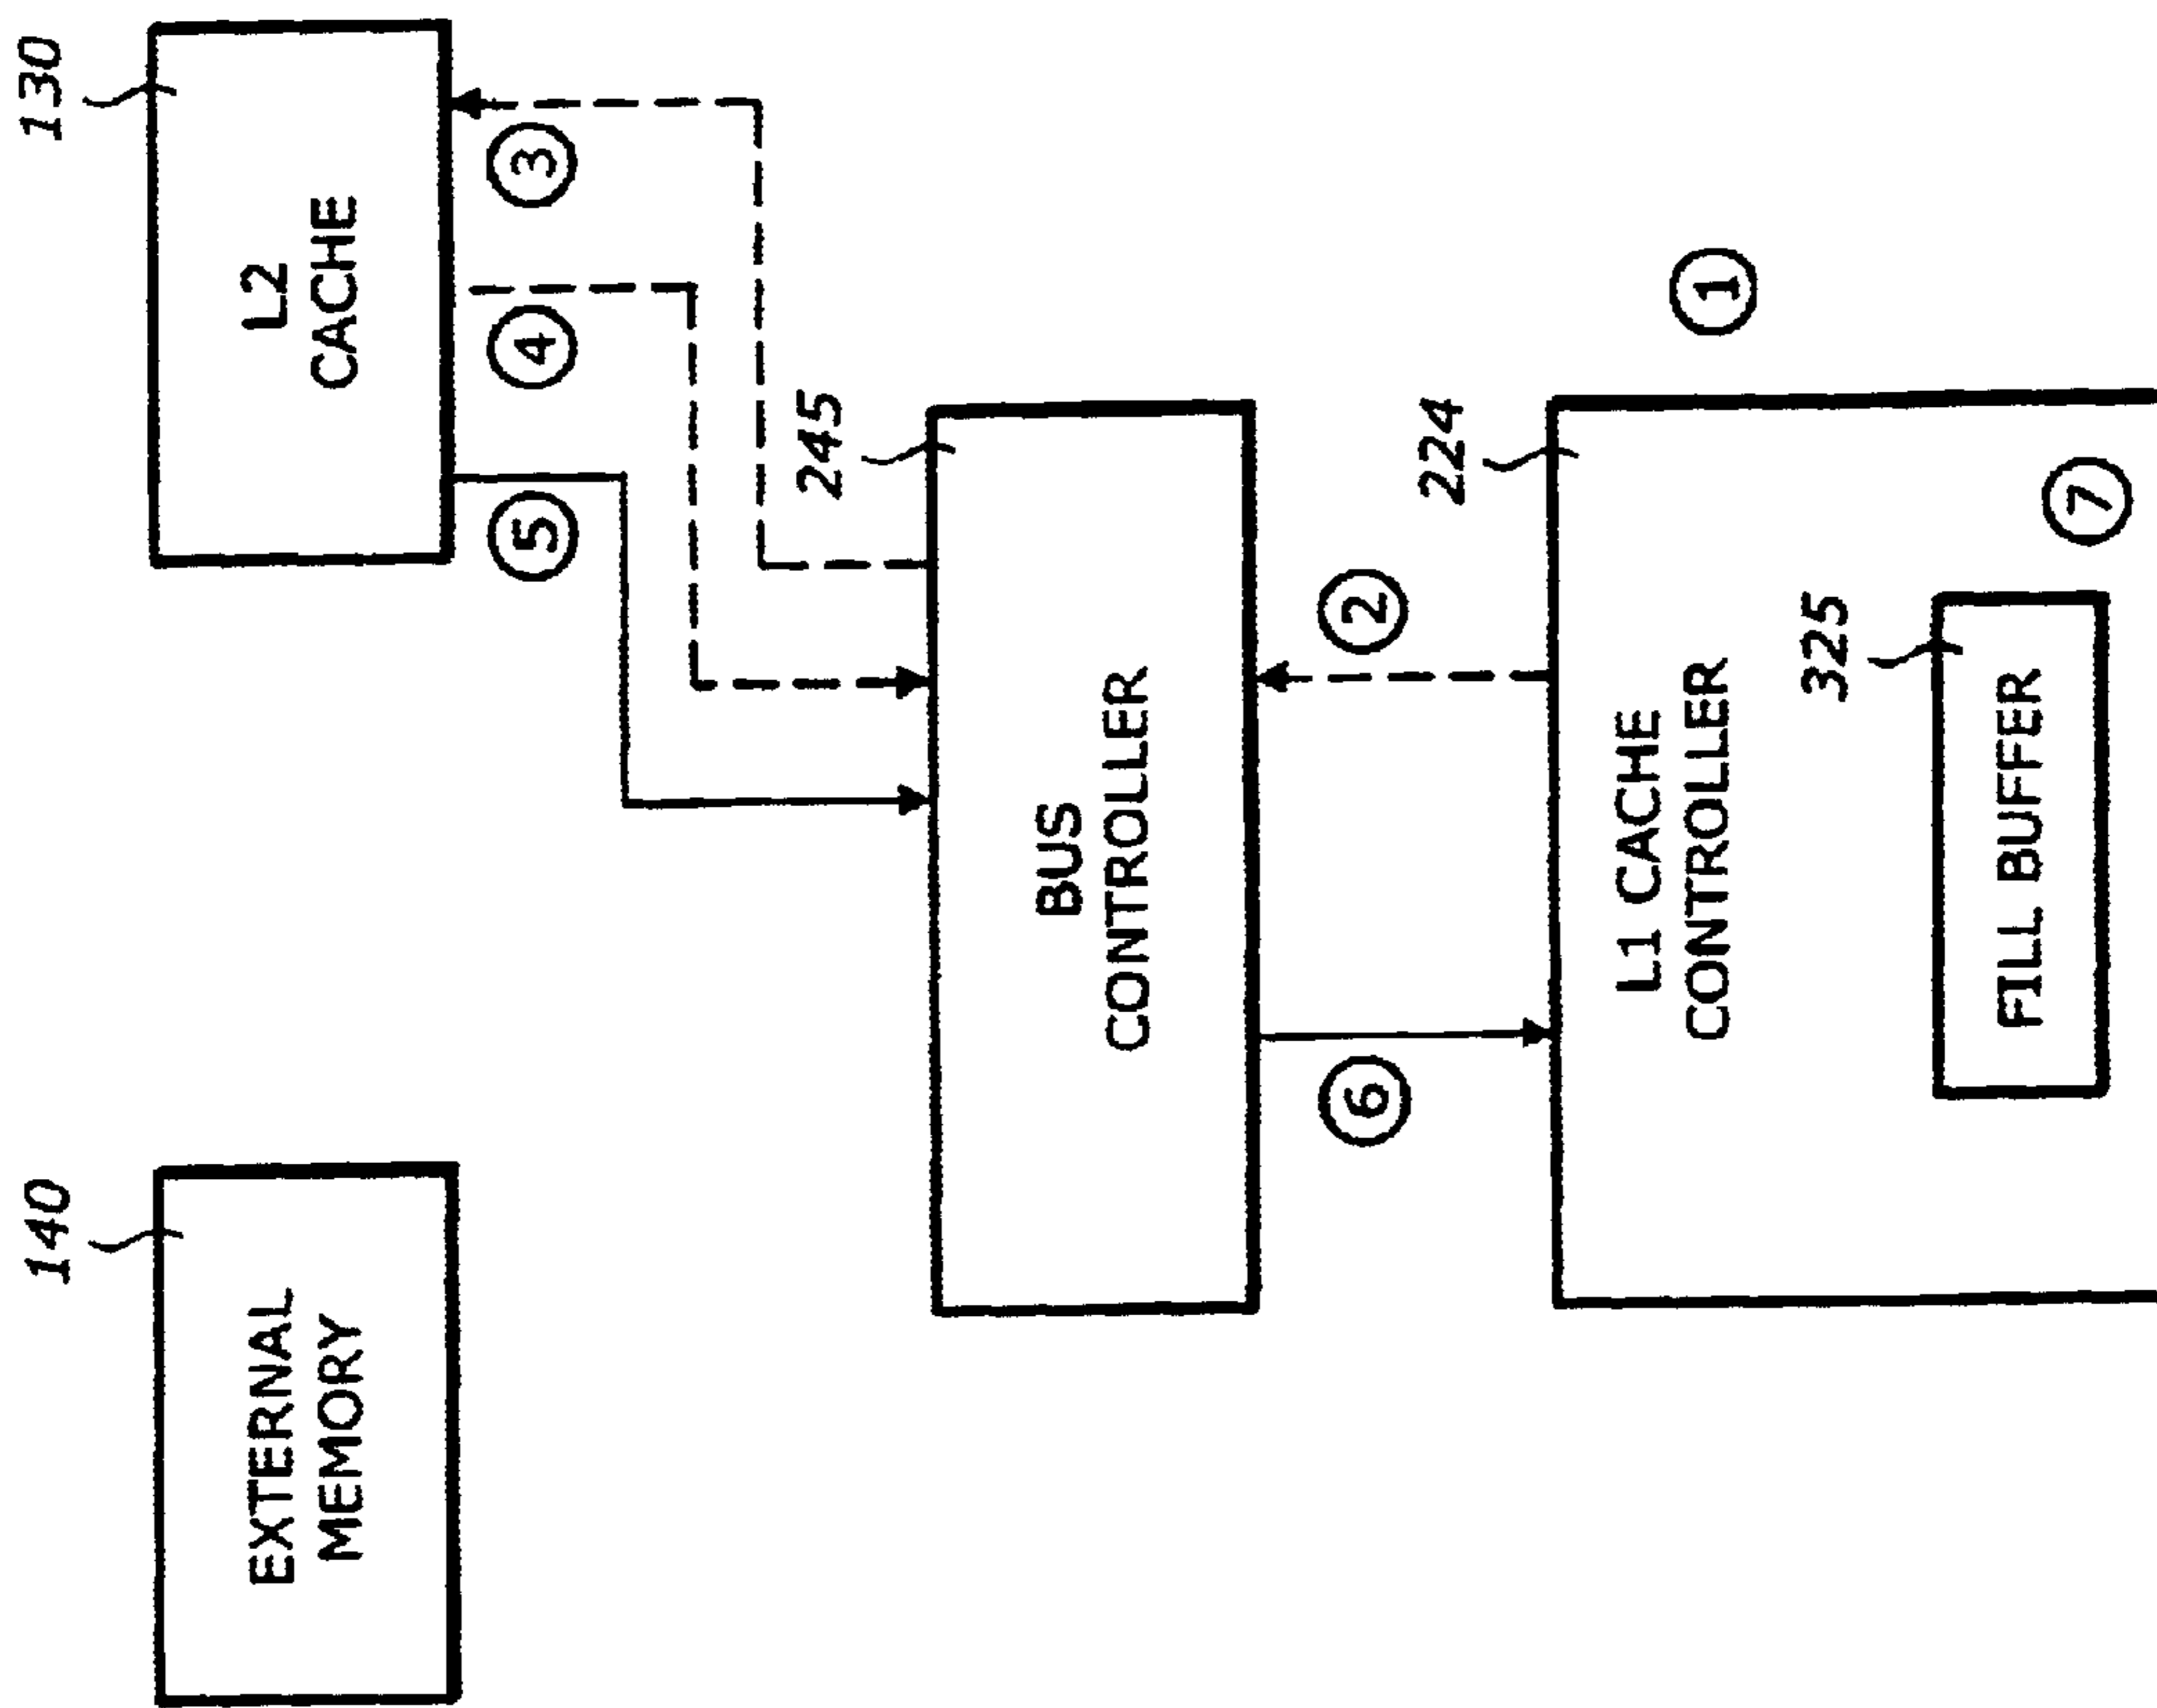 140
EXTERNAL
MEMORY
130
L2
CACHE
5
4
3
245
BUS
CONTROLLER
6
2
224
L1 CACHE
CONTROLLER
1
325
FILL BUFFER
7